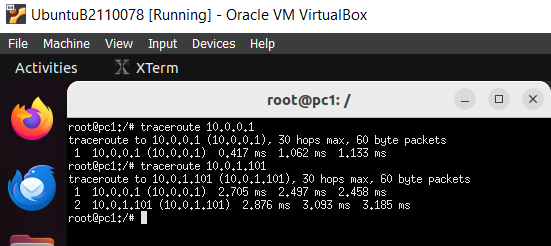 UbuntuB2110078 [Running] - Oracle VM VirtualBox
File Machine View Input Devices Help
Activities XTerm
root@pc1: /
root@pc1:/# traceroute 10.0.0.1
traceroute to 10.0.0.1 (10.0.0.1), 30 hops max, 60 byte packets
 1  10.0.0.1 (10.0.0.1)  0.417 ms  1.062 ms  1.133 ms
root@pc1:/# traceroute 10.0.1.101
traceroute to 10.0.1.101 (10.0.1.101), 30 hops max, 60 byte packets
 1  10.0.0.1 (10.0.0.1)  2.705 ms  2.497 ms  2.458 ms
 2  10.0.1.101 (10.0.1.101)  2.876 ms  3.093 ms  3.185 ms
root@pc1:/#